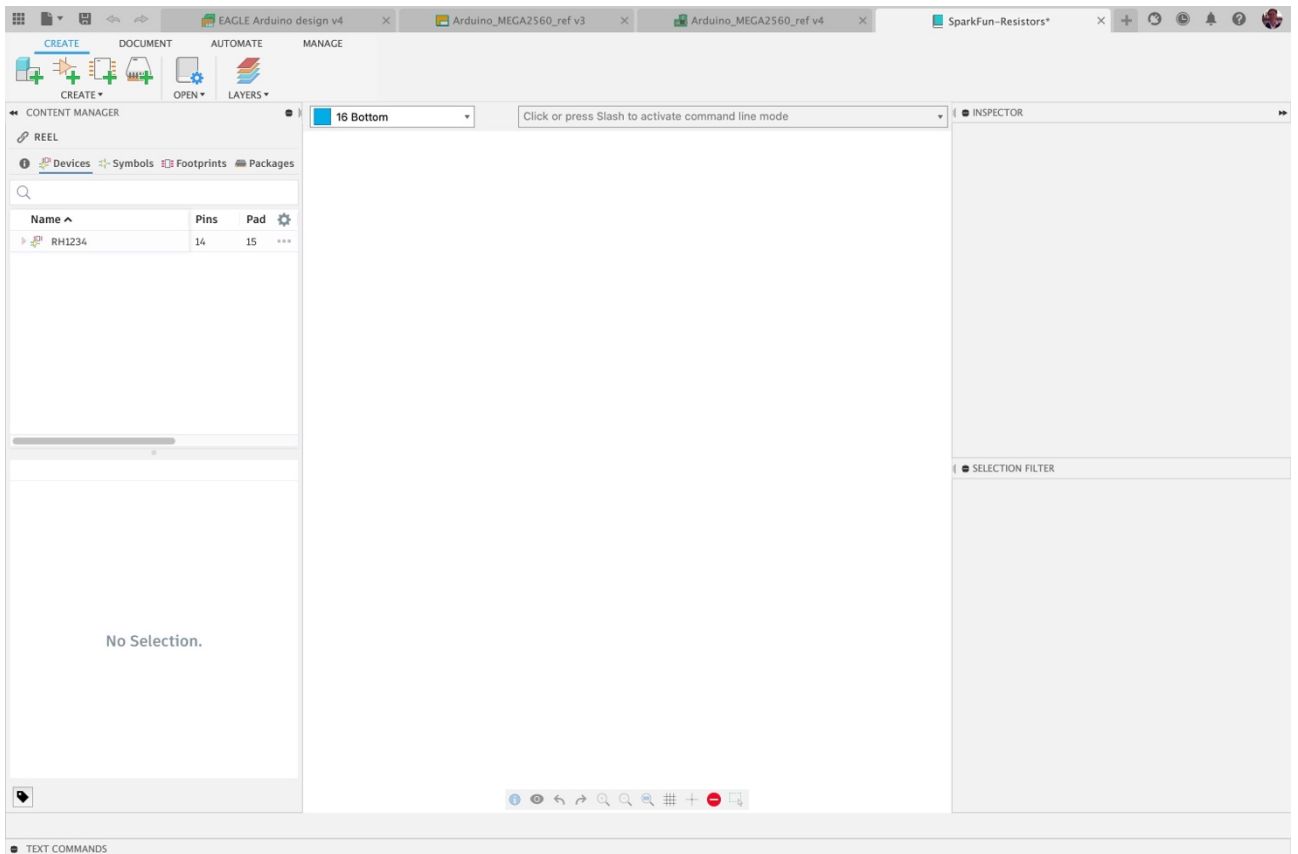 EAGLE Arduino design v4
Arduino_MEGA2560_ref v3
Arduino_MEGA2560_ref v4
SparkFun-Resistors*
CREATE DOCUMENT AUTOMATE MANAGE
CREATE OPEN LAYERS
CONTENT MANAGER
16 Bottom
Click or press Slash to activate command line mode
INSPECTOR
REEL
Devices Symbols Footprints Packages
Name Pins Pad
RH1234 14 15
SELECTION FILTER
No Selection.
TEXT COMMANDS